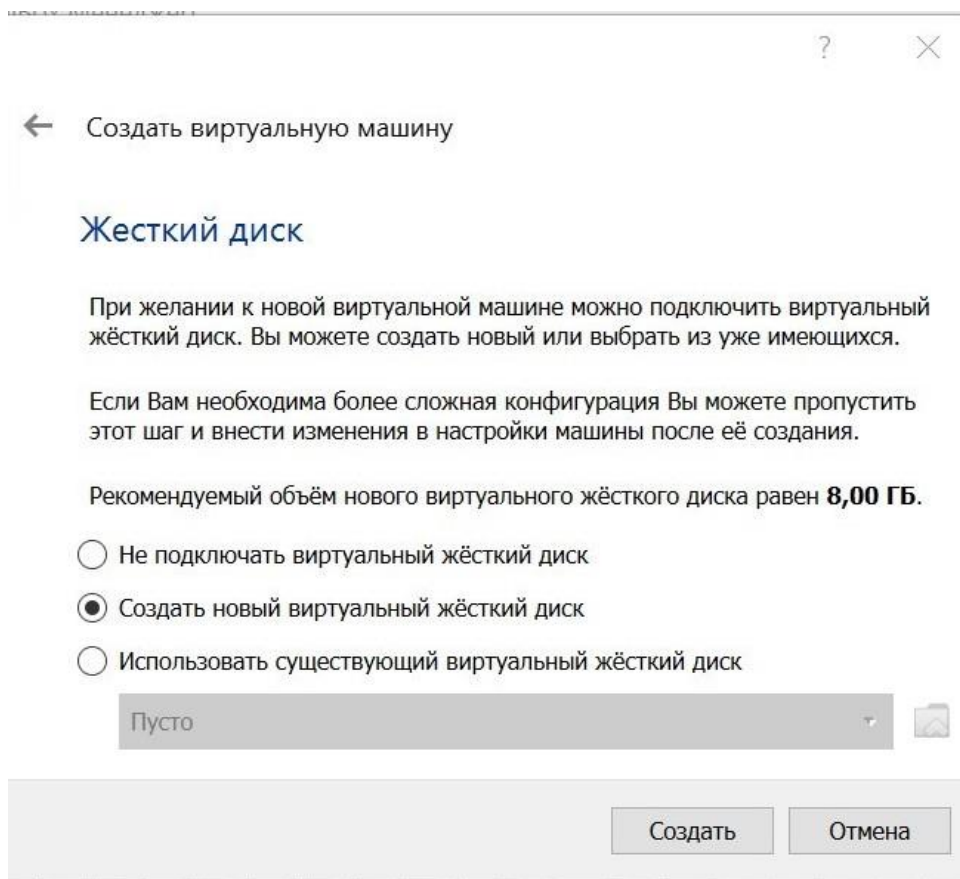 ?
Создать виртуальную машину
Жесткий диск
При желании к новой виртуальной машине можно подключить виртуальный
жёсткий диск. Вы можете создать новый или выбрать из уже имеющихся.
Если Вам необходима более сложная конфигурация Вы можете пропустить
этот шаг и внести изменения в настройки машины после её создания.
Рекомендуемый объём нового виртуального жёсткого диска равен 8,00 ГБ.
Не подключать виртуальный жёсткий диск
Создать новый виртуальный жёсткий диск
Использовать существующий виртуальный жёсткий диск
Пусто
Создать Отмена